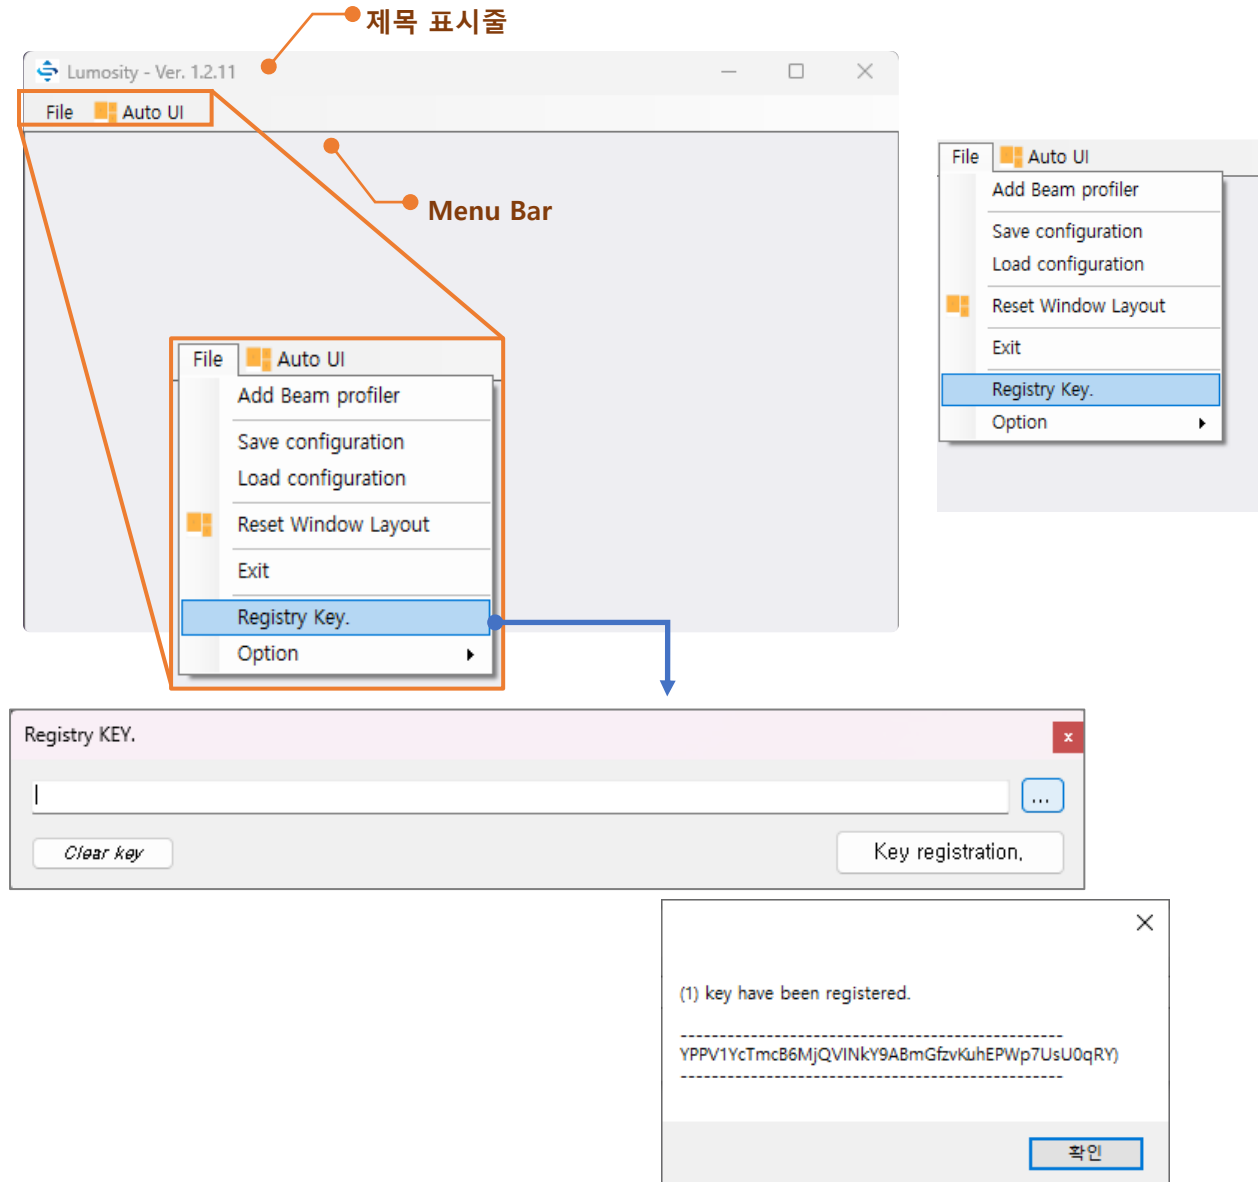 제목 표시줄
Lumosity - Ver. 1.2.11
File Auto UI
Menu Bar
File Auto UI
Add Beam profiler
Save configuration
Load configuration
Reset Window Layout
Exit
Registry Key.
Option
File Auto UI
Add Beam profiler
Save configuration
Load configuration
Reset Window Layout
Exit
Registry Key.
Option
Registry KEY.
...
Clear key
Key registration,
(1) key have been registered.
------------------------------------------------
YPPV1YcTmcB6MjQVINkY9ABmGfzvKuhEPWp7UsU0qRY)
------------------------------------------------
확인